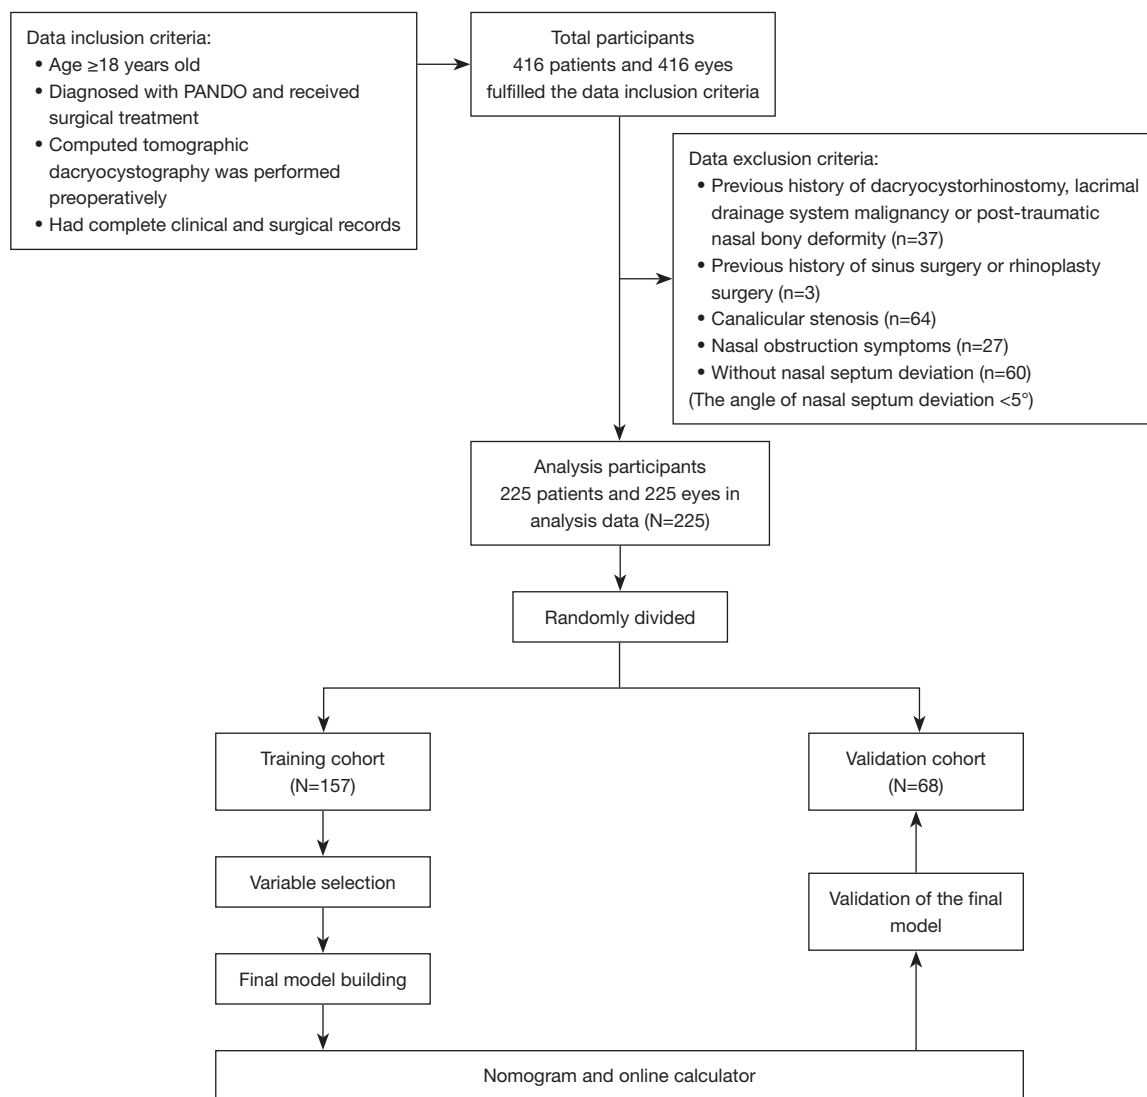 Data inclusion criteria:
• Age ≥18 years old
• Diagnosed with PANDO and received
surgical treatment
• Computed tomographic
dacryocystography was performed
preoperatively
• Had complete clinical and surgical records
Total participants
416 patients and 416 eyes
fulfilled the data inclusion criteria
Data exclusion criteria:
• Previous history of dacryocystorhinostomy, lacrimal
drainage system malignancy or post-traumatic
nasal bony deformity (n=37)
• Previous history of sinus surgery or rhinoplasty
surgery (n=3)
• Canalicular stenosis (n=64)
• Nasal obstruction symptoms (n=27)
• Without nasal septum deviation (n=60)
(The angle of nasal septum deviation <5°)
Analysis participants
225 patients and 225 eyes in
analysis data (N=225)
Randomly divided
Training cohort
(N=157)
Validation cohort
(N=68)
Variable selection
Validation of the final
model
Final model building
Nomogram and online calculator